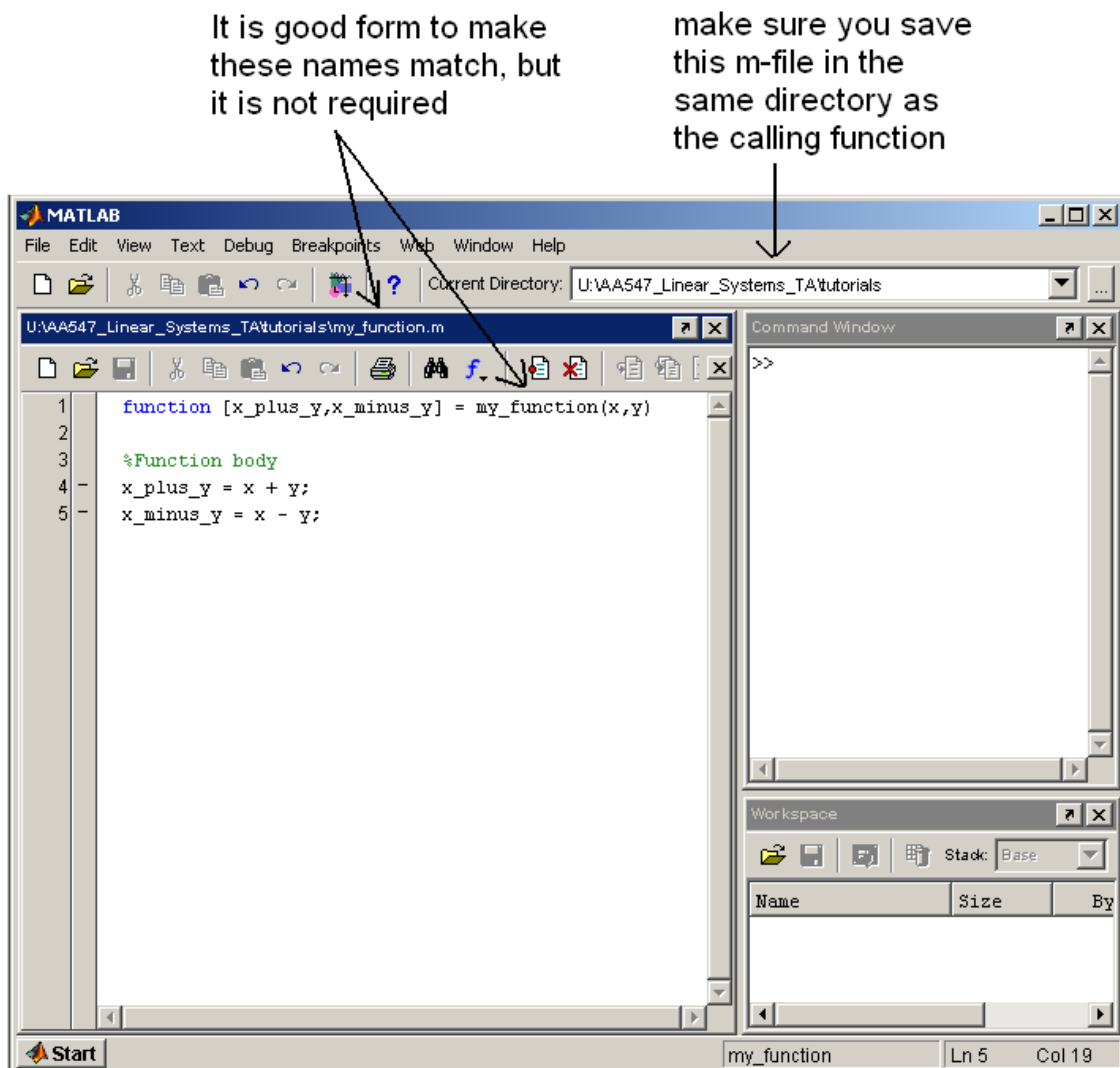 It is good form to make
these names match, but
it is not required
make sure you save
this m-file in the
same directory as
the calling function
MATLAB
File Edit View Text Debug Breakpoints Web Window Help
? Current Directory: U:\AA547_Linear_Systems_TA\tutorials ...
U:\AA547_Linear_Systems_TA\tutorials\my_function.m
1 function [x_plus_y,x_minus_y] = my_function(x,y)
2
3 %Function body
4 - x_plus_y = x + y;
5 - x_minus_y = x - y;
Command Window
>>
Workspace
Stack: Base
Name Size By
Start
my_function Ln 5 Col 19